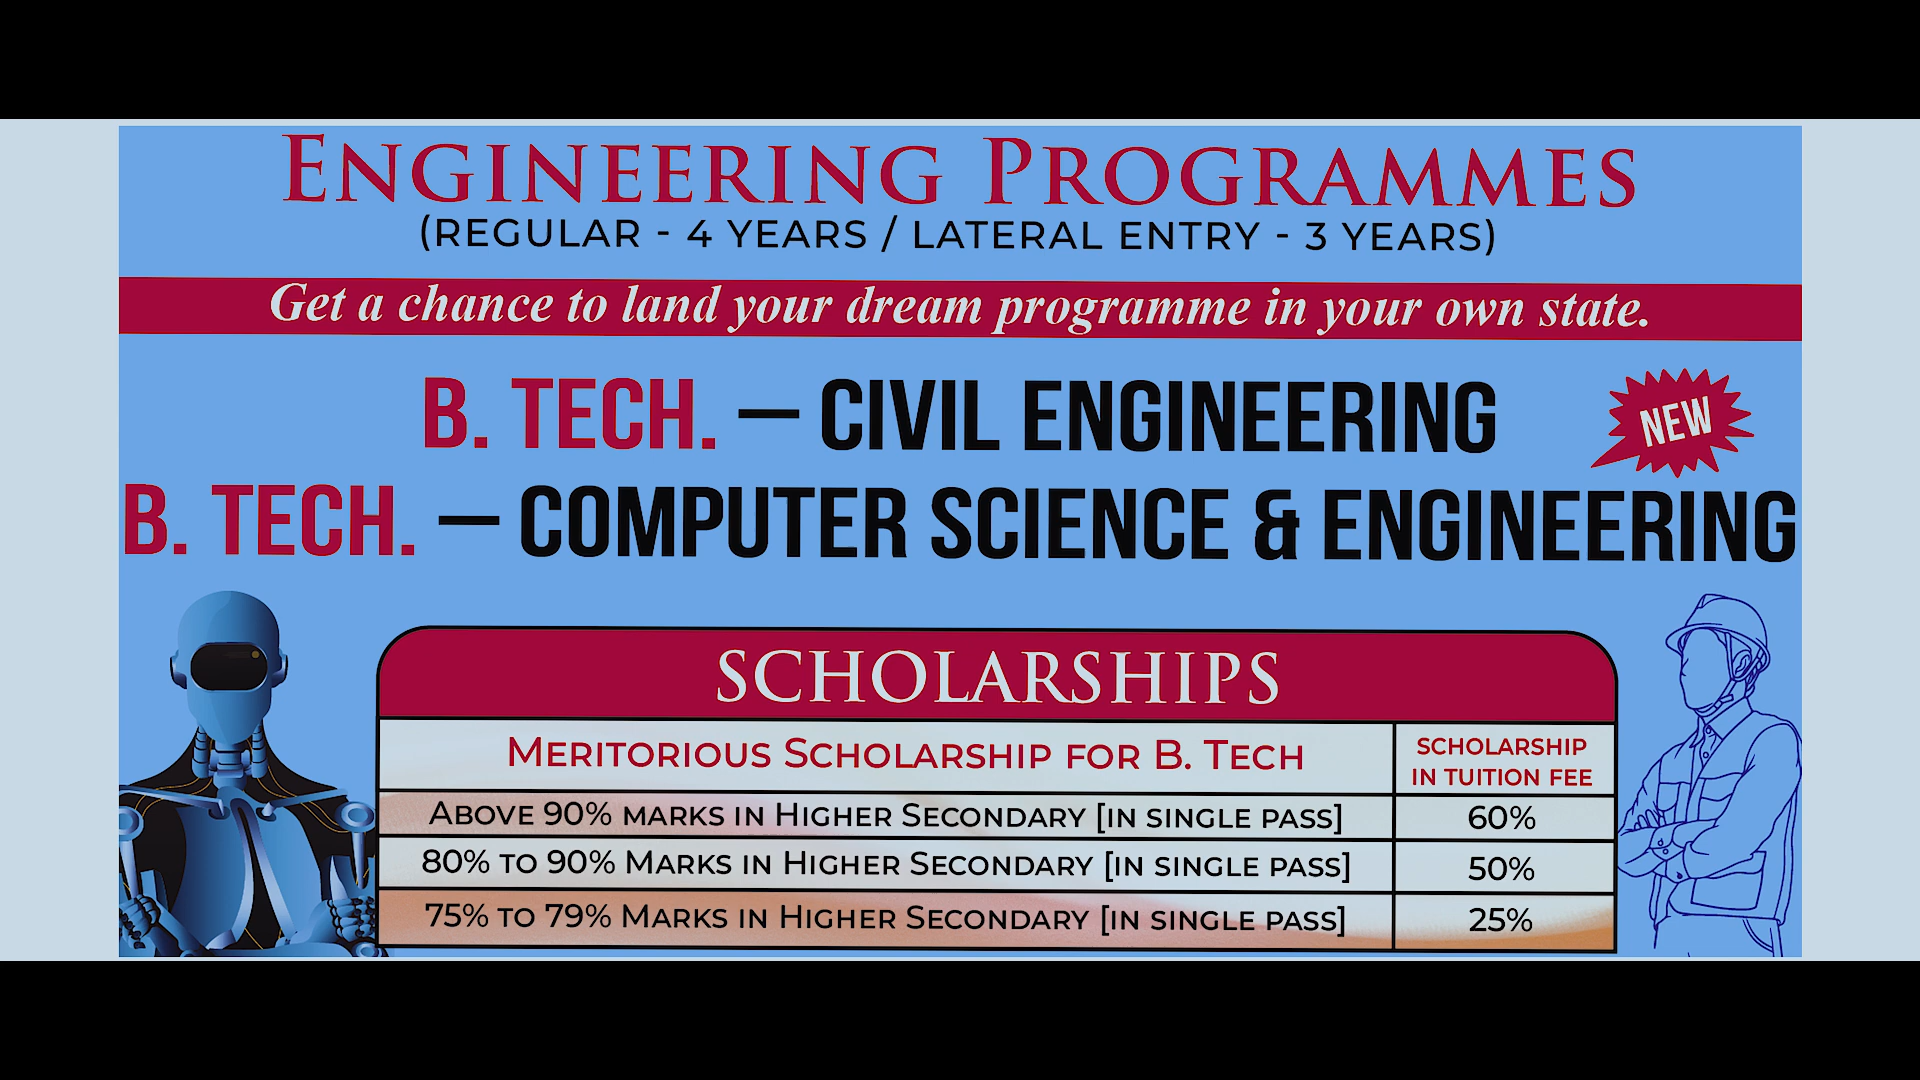 ENGINEERING PROGRAMMES
(REGULAR - 4 YEARS / LATERAL ENTRY - 3 YEARS)
Get a chance to land your dream programme in your own state.
B. TECH. – CIVIL ENGINEERING
NEW
B. TECH. – COMPUTER SCIENCE & ENGINEERING
SCHOLARSHIPS
MERITORIOUS SCHOLARSHIP FOR B. TECH
SCHOLARSHIP
IN TUITION FEE
ABOVE 90% MARKS IN HIGHER SECONDARY [IN SINGLE PASS] 60%
80% TO 90% MARKS IN HIGHER SECONDARY [IN SINGLE PASS] 50%
75% TO 79% MARKS IN HIGHER SECONDARY [IN SINGLE PASS] 25%